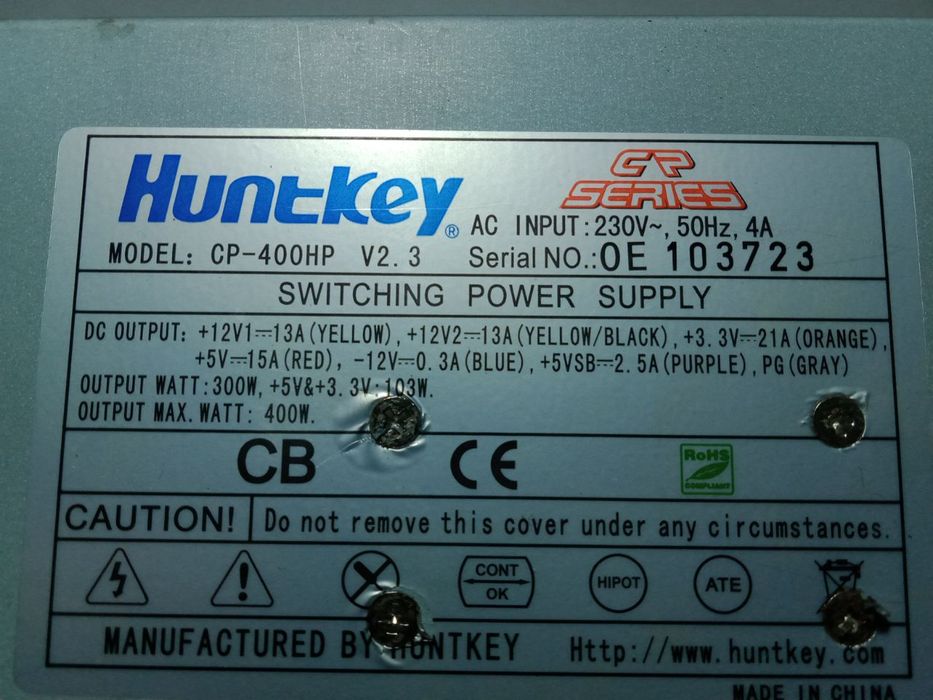 Huntkey®
CP
SERIES
AC INPUT: 230V~, 50Hz, 4A
MODEL: CP-400HP V2.3
Serial NO.: 0E 103723
SWITCHING POWER SUPPLY
DC OUTPUT: +12V1⎓13A(YELLOW), +12V2⎓13A(YELLOW/BLACK), +3.3V⎓21A(ORANGE),
+5V⎓15A(RED), -12V⎓0.3A(BLUE), +5VSB⎓2.5A(PURPLE), PG(GRAY)
OUTPUT WATT: 300W, +5V&+3.3V: 103W.
OUTPUT MAX. WATT: 400W.
CB
CE
RoHS
COMPLIANT
CAUTION! Do not remove this cover under any circumstances.
CONT
OK
HIPOT
ATE
MANUFACTURED BY HUNTKEY
Http://www.huntkey.com
MADE IN CHINA